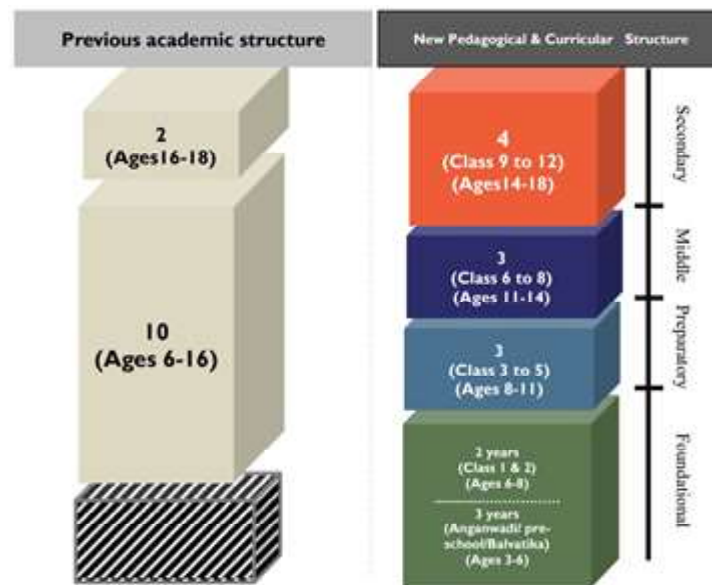 Previous academic structure
2
(Ages16-18)
10
(Ages 6-16)
New Pedagogical & Curricular Structure
4
(Class 9 to 12)
(Ages14-18)
3
(Class 6 to 8)
(Ages 11-14)
3
(Class 3 to 5)
(Ages 8-11)
2 years
(Class 1 & 2)
(Ages 6-8)
3 years
(Anganwadi/ pre-
school/Balvatika)
(Ages 3-6)
Secondary
Middle
Preparatory
Foundational